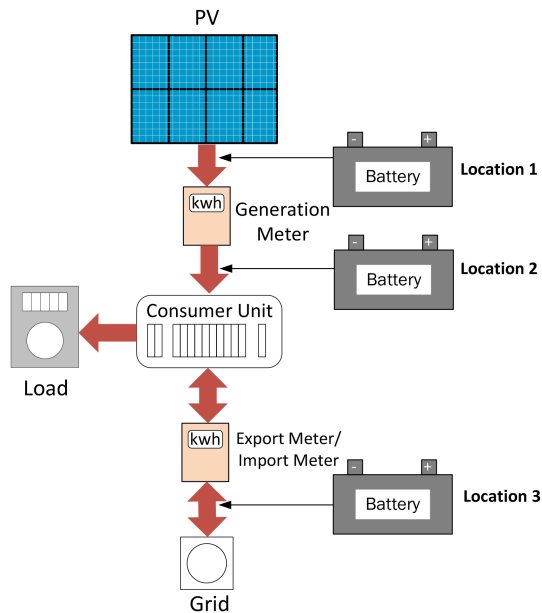 PV
- +
Battery
Location 1
kwh
Generation
Meter
- +
Battery
Location 2
Consumer Unit
Load
kwh
Export Meter/
Import Meter
- +
Battery
Location 3
Grid